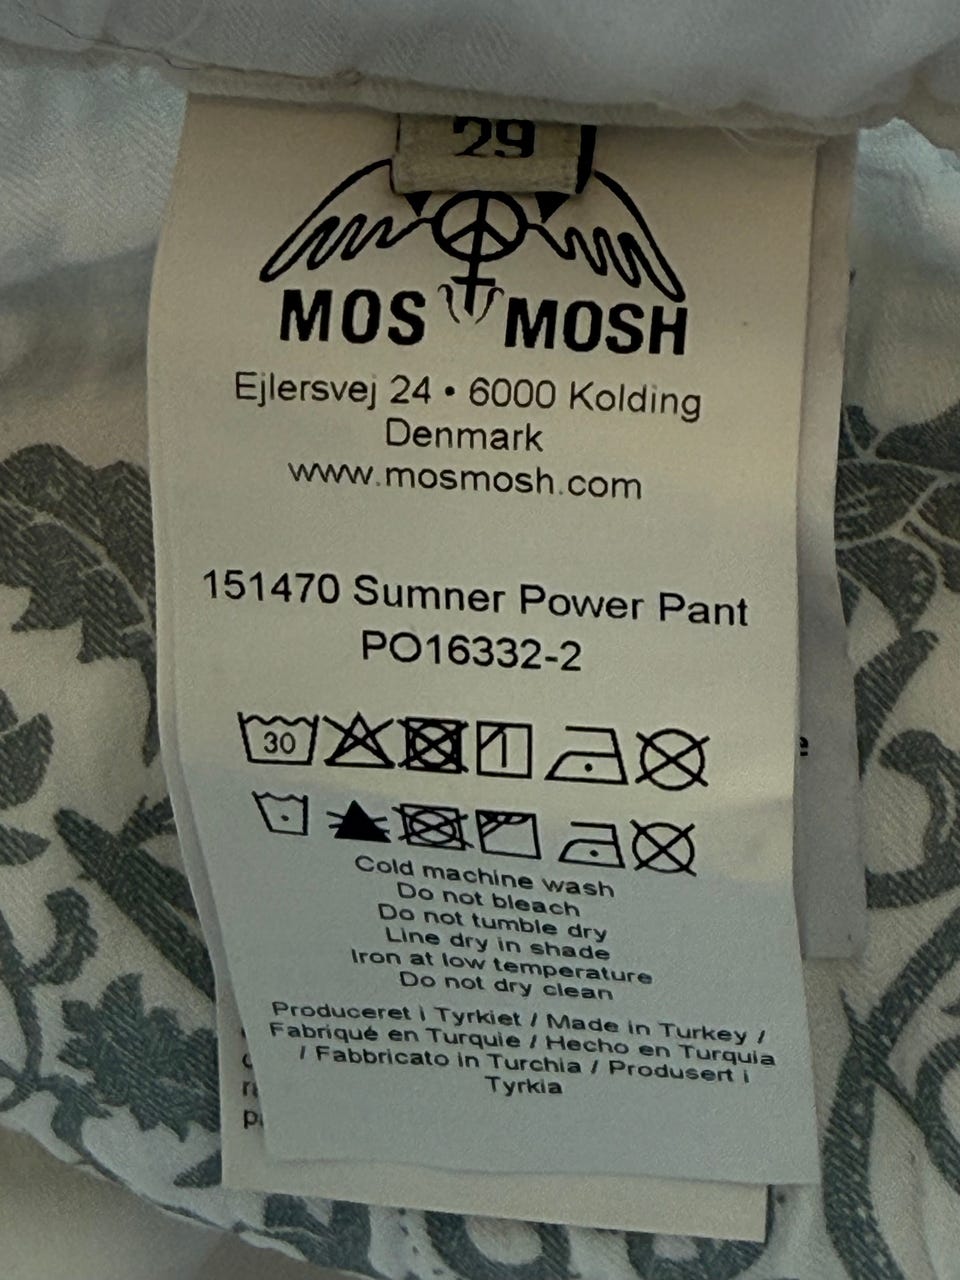 29
MOS MOSH
Ejlersvej 24 • 6000 Kolding
Denmark
www.mosmosh.com
151470 Sumner Power Pant
PO16332-2
30
Cold machine wash
Do not bleach
Do not tumble dry
Line dry in shade
Iron at low temperature
Do not dry clean
Produceret i Tyrkiet / Made in Turkey /
Fabriqué en Turquie / Hecho en Turquia
/ Fabbricato in Turchia / Produsert i
Tyrkia